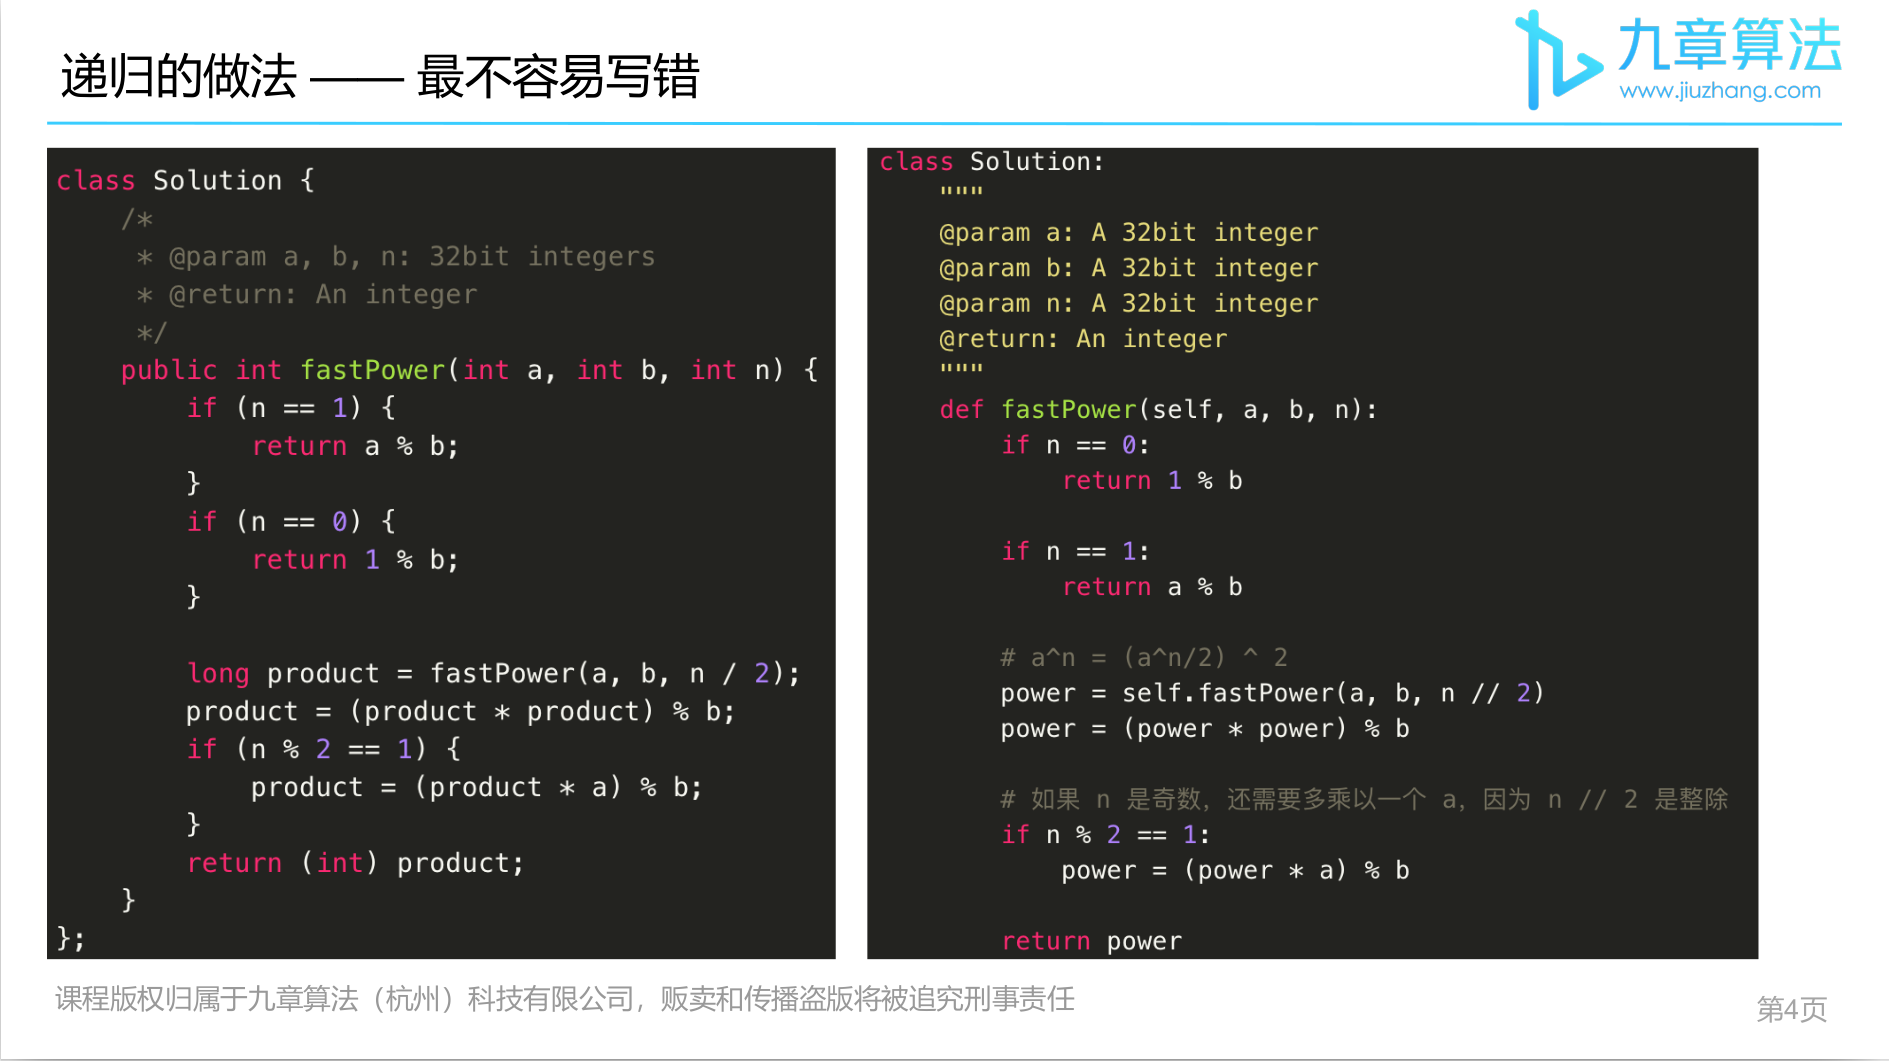 递归的做法 —— 最不容易写错
九章算法
www.jiuzhang.com
class Solution {
    /*
     * @param a, b, n: 32bit integers
     * @return: An integer
     */
    public int fastPower(int a, int b, int n) {
        if (n == 1) {
            return a % b;
        }
        if (n == 0) {
            return 1 % b;
        }

        long product = fastPower(a, b, n / 2);
        product = (product * product) % b;
        if (n % 2 == 1) {
            product = (product * a) % b;
        }
        return (int) product;
    }
};
class Solution:
    """
    @param a: A 32bit integer
    @param b: A 32bit integer
    @param n: A 32bit integer
    @return: An integer
    """
    def fastPower(self, a, b, n):
        if n == 0:
            return 1 % b

        if n == 1:
            return a % b

        # a^n = (a^n/2) ^ 2
        power = self.fastPower(a, b, n // 2)
        power = (power * power) % b

        # 如果 n 是奇数，还需要多乘以一个 a，因为 n // 2 是整除
        if n % 2 == 1:
            power = (power * a) % b

        return power
课程版权归属于九章算法（杭州）科技有限公司，贩卖和传播盗版将被追究刑事责任
第4页